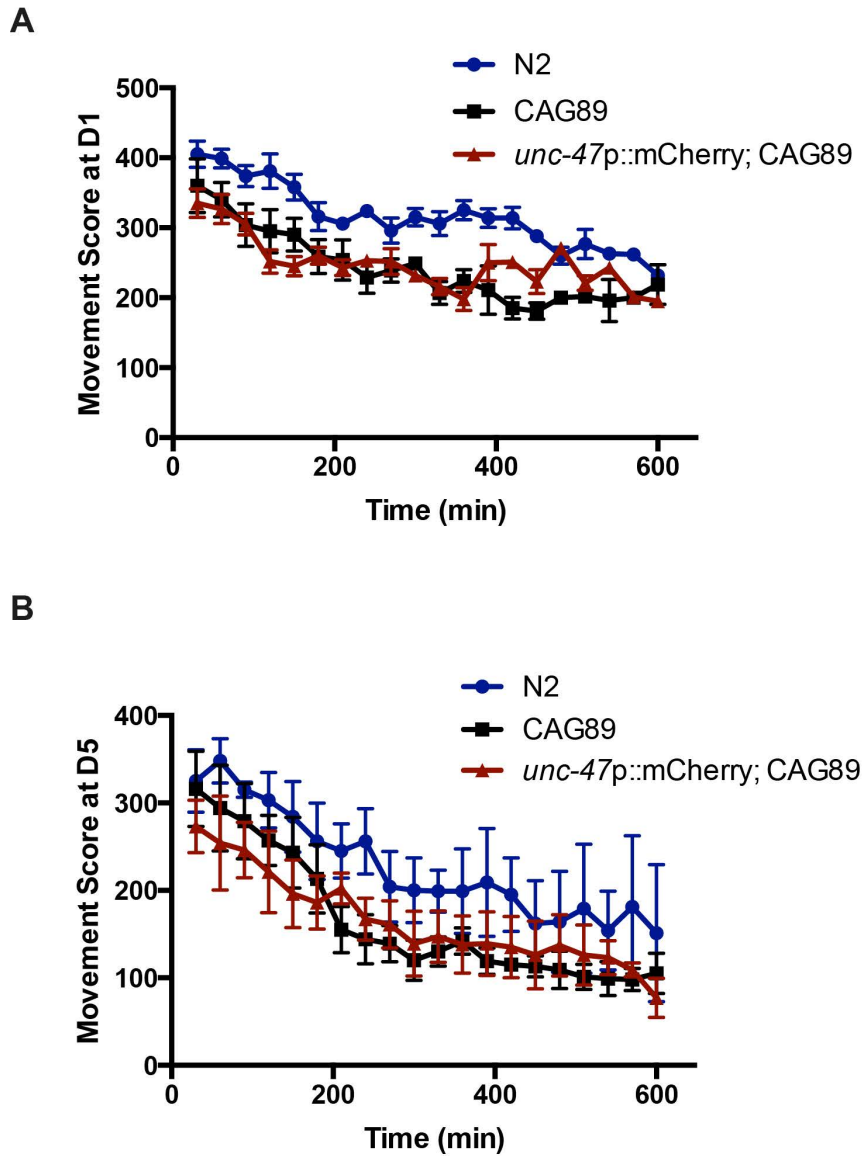 A
N2
CAG89
unc-47p::mCherry; CAG89
Movement Score at D1
500
400
300
200
100
0
0 200 400 600
Time (min)
B
N2
CAG89
unc-47p::mCherry; CAG89
Movement Score at D5
400
300
200
100
0
0 200 400 600
Time (min)